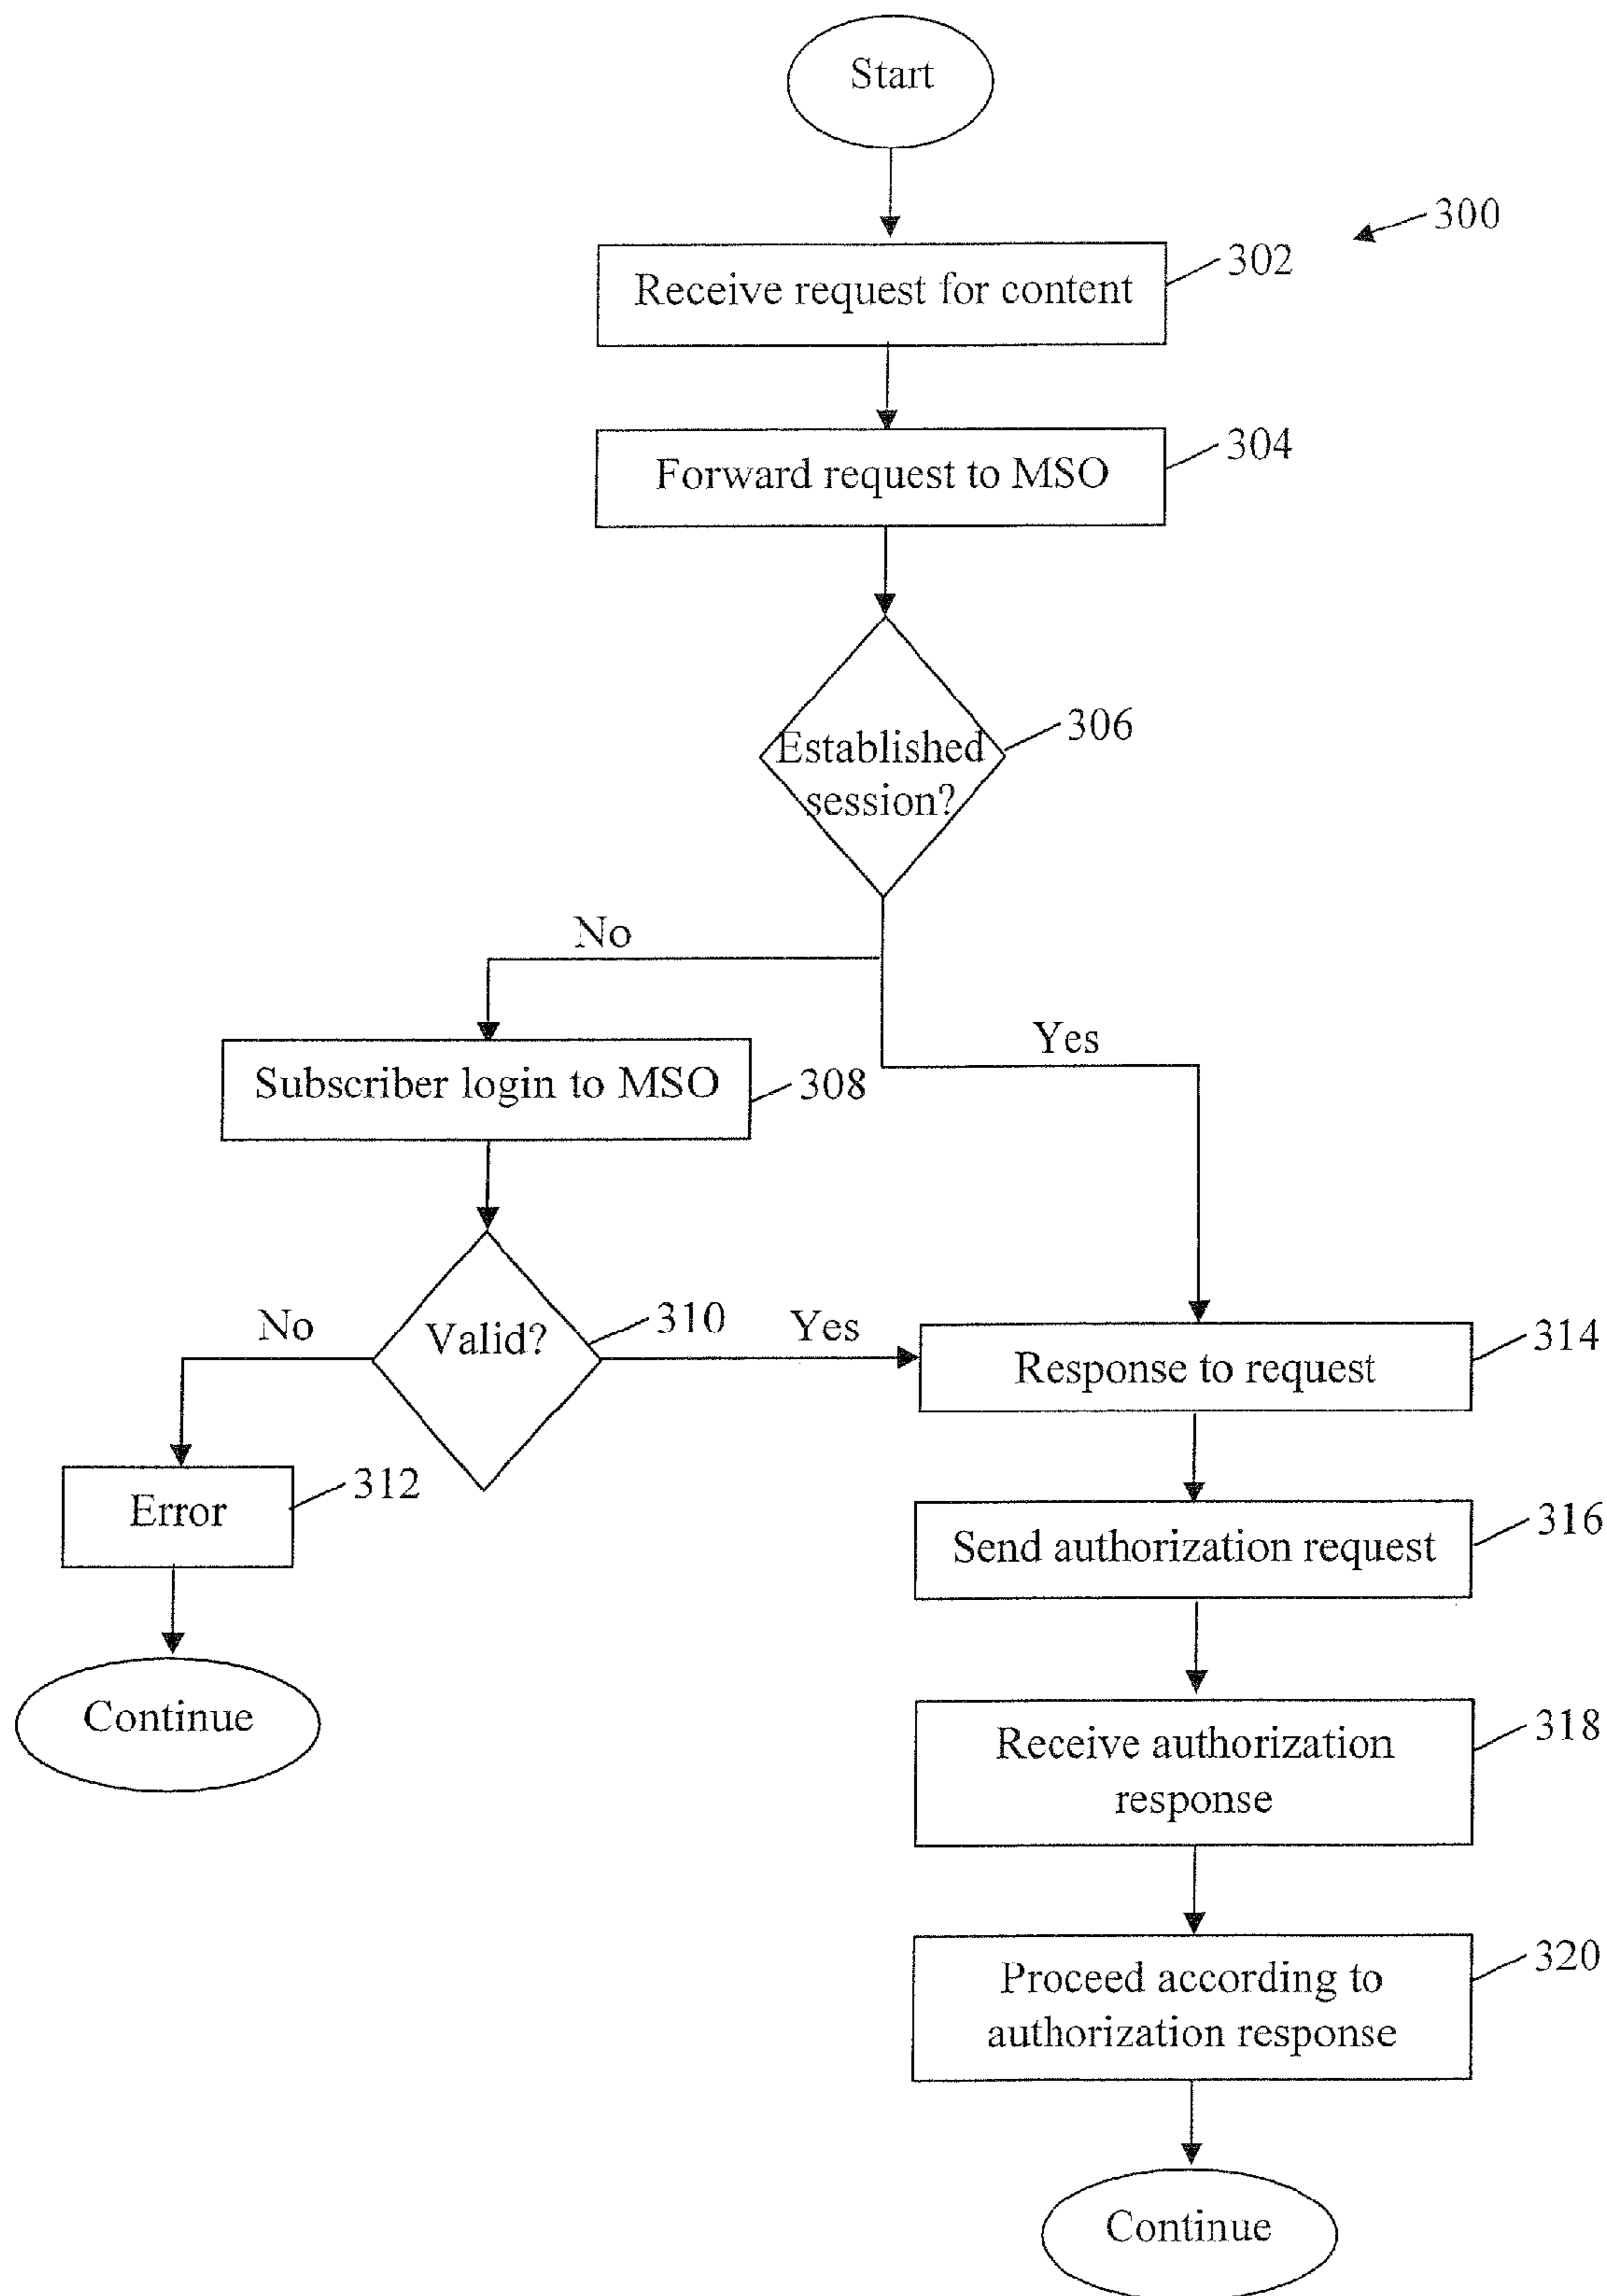 Start
300
Receive request for content
302
Forward request to MSO
304
Established
session?
306
No
Yes
Subscriber login to MSO
308
Valid?
310
No
Yes
Error
312
Continue
Response to request
314
Send authorization request
316
Receive authorization
response
318
Proceed according to
authorization response
320
Continue